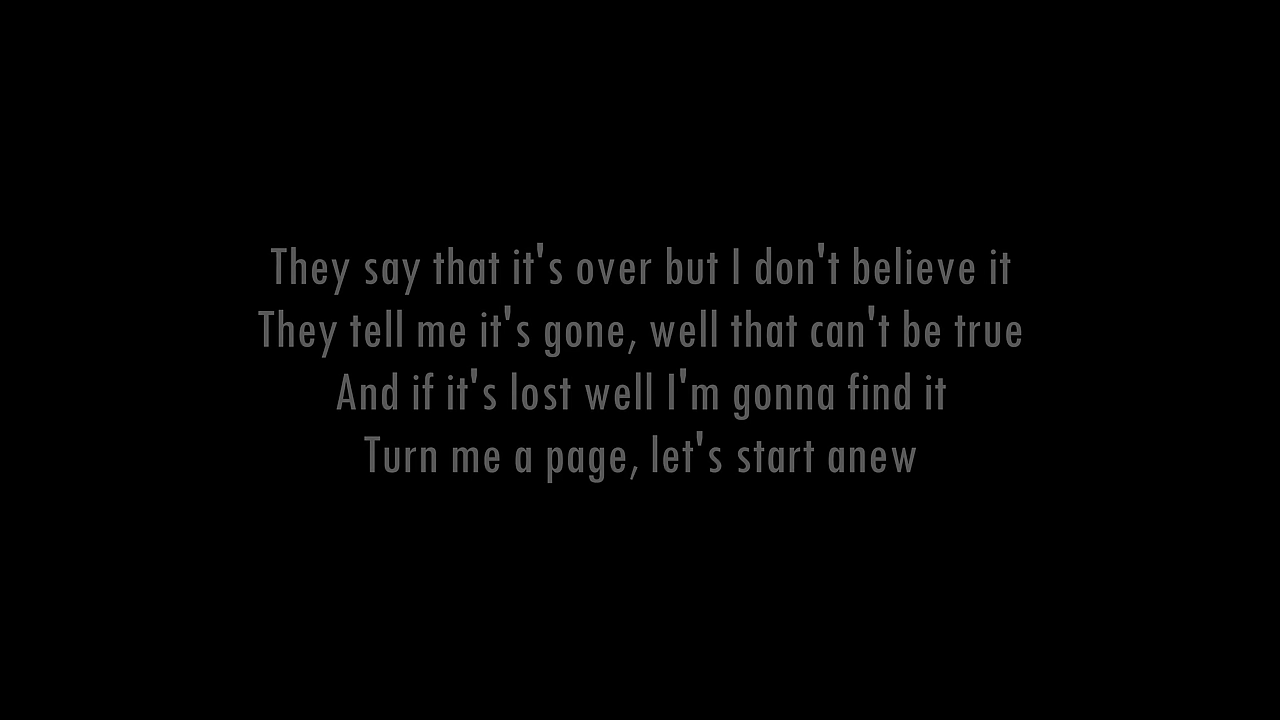 They say that it's over but I don't believe it
They tell me it's gone, well that can't be true
And if it's lost well I'm gonna find it
Turn me a page, let's start anew